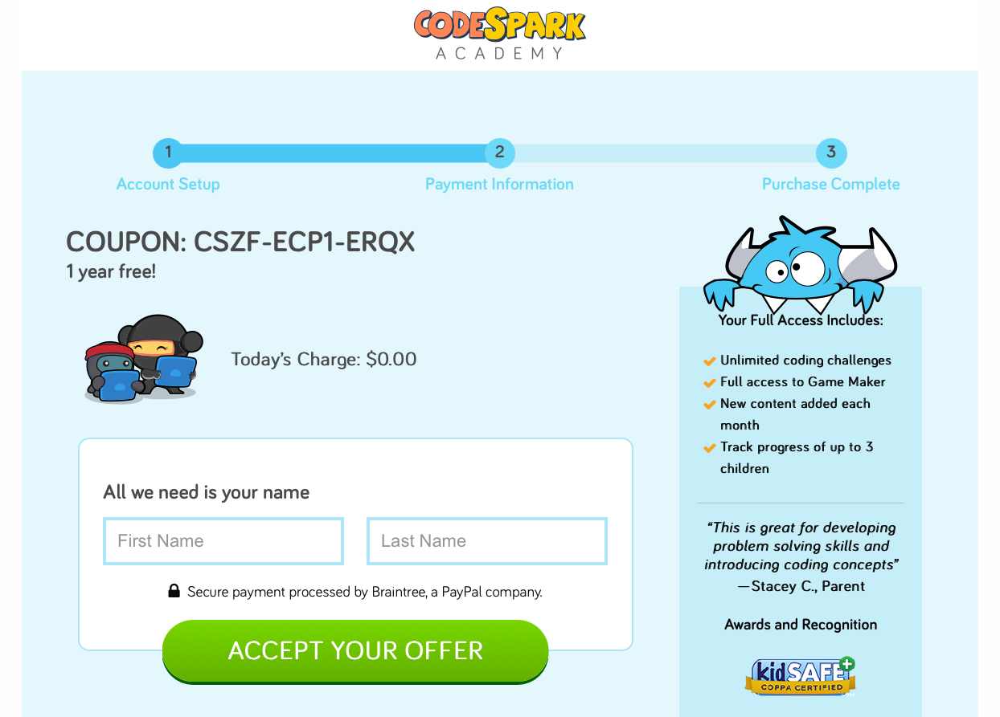 CODESPARK
ACADEMY
1
2
3
Account Setup
Payment Information
Purchase Complete
COUPON: CSZF-ECP1-ERQX
1 year free!
Today's Charge: $0.00
All we need is your name
First Name
Last Name
Secure payment processed by Braintree, a PayPal company.
ACCEPT YOUR OFFER
Your Full Access Includes:
Unlimited coding challenges
Full access to Game Maker
New content added each
month
Track progress of up to 3
children
“This is great for developing
problem solving skills and
introducing coding concepts”
—Stacey C., Parent
Awards and Recognition
kidSAFE+
COPPA CERTIFIED